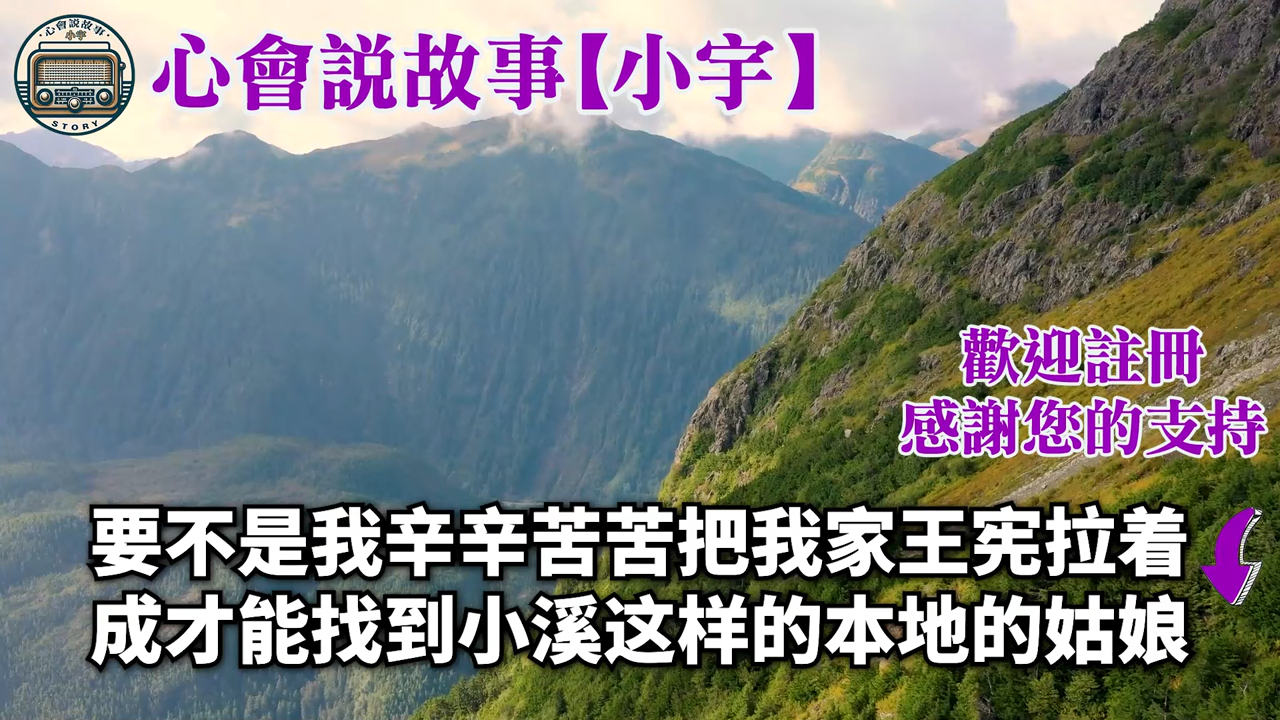 心會説故事
小宇
STORY
心會説故事【小宇】
歡迎註冊
感謝您的支持
要不是我辛辛苦苦把我家王宪拉着
成才能找到小溪这样的本地的姑娘